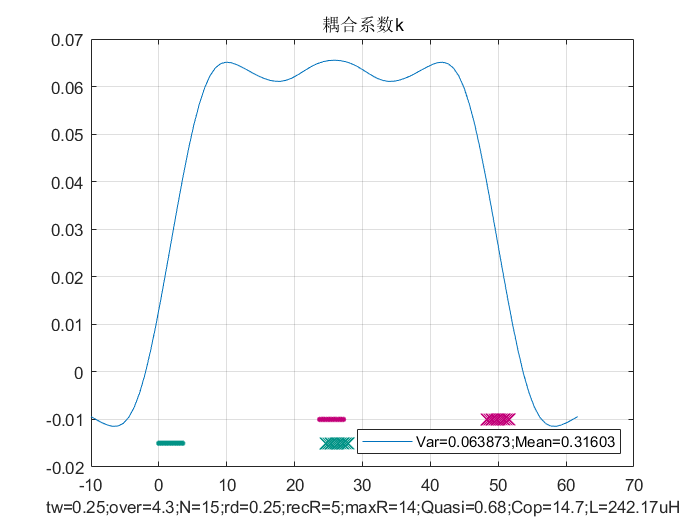 耦合系数k
0.07
0.06
0.05
0.04
0.03
0.02
0.01
0
-0.01
-0.02
Var=0.063873;Mean=0.31603
-10 0 10 20 30 40 50 60 70
tw=0.25;over=4.3;N=15;rd=0.25;recR=5;maxR=14;Quasi=0.68;Cop=14.7;L=242.17uH